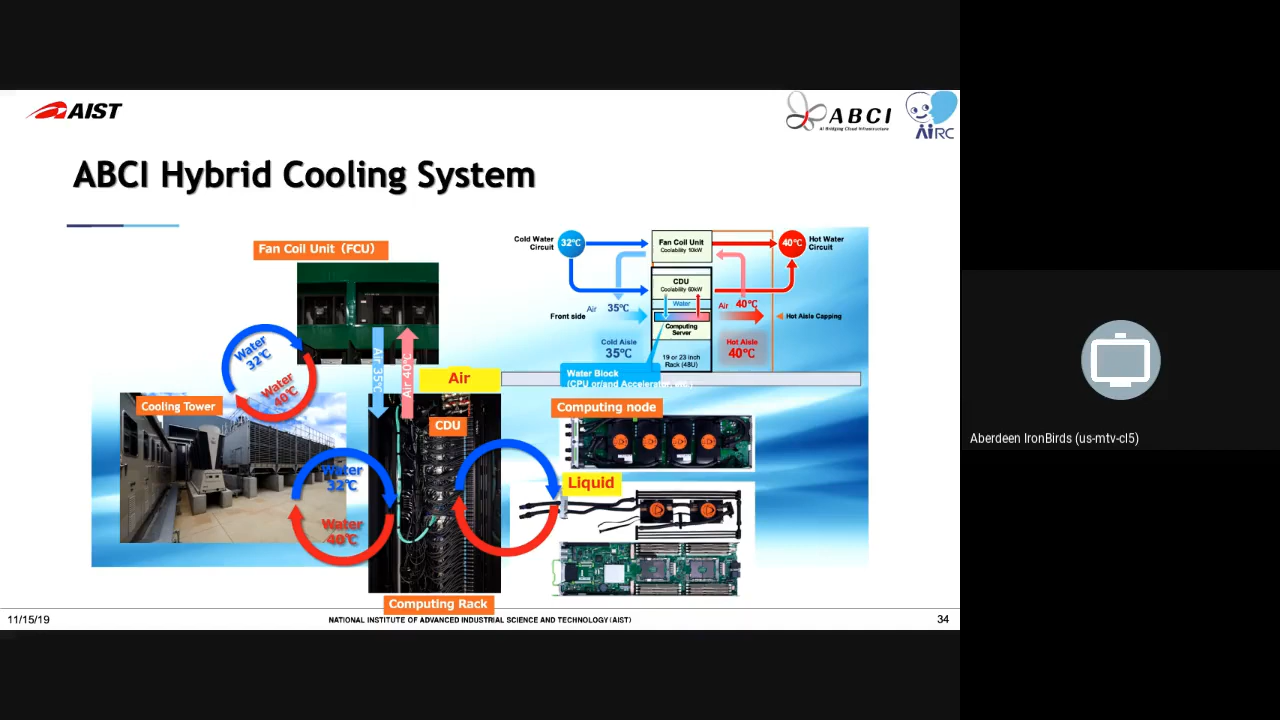 AIST
ABCI
AI Bridging Cloud Infrastructure
AIRC
ABCI Hybrid Cooling System
Fan Coil Unit（FCU）
Water
32℃
Water
40℃
Air 35℃
Air 40℃
Air
Cooling Tower
CDU
Water
32℃
Water
40℃
Computing Rack
Cold Water
Circuit
32℃
Fan Coil Unit
Coolability 10kW
40℃
Hot Water
Circuit
CDU
Coolability 60kW
Water
Air
35℃
Air
40℃
Front side
Computing
Server
Hot Aisle Capping
Cold Aisle
35℃
Hot Aisle
40℃
19 or 23 inch
Rack (48U)
Water Block
(CPU or/and Accelerator, etc.)
Computing node
Liquid
11/15/19
NATIONAL INSTITUTE OF ADVANCED INDUSTRIAL SCIENCE AND TECHNOLOGY (AIST)
34
Aberdeen IronBirds (us-mtv-cl5)